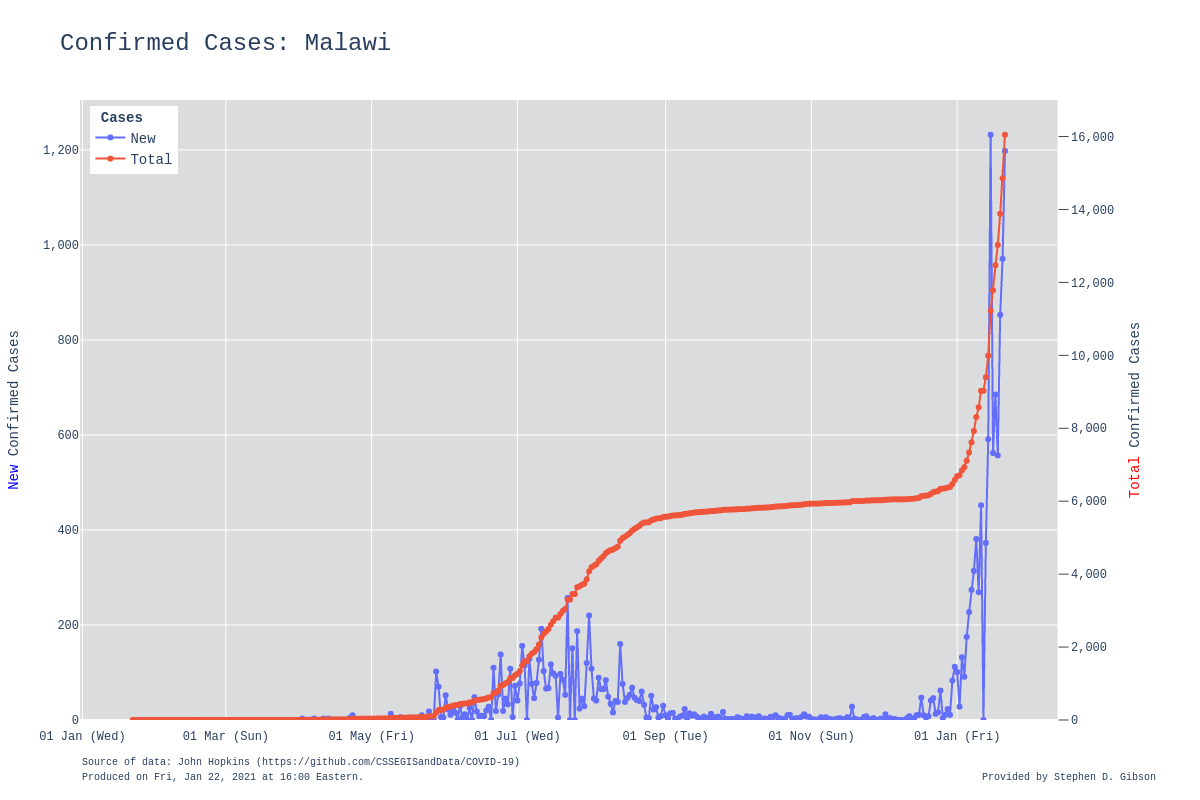 Confirmed Cases: Malawi
Cases
New
Total
1,200
1,000
800
600
400
200
0
16,000
14,000
12,000
10,000
8,000
6,000
4,000
2,000
0
New Confirmed Cases
Total Confirmed Cases
01 Jan (Wed) 01 Mar (Sun) 01 May (Fri) 01 Jul (Wed) 01 Sep (Tue) 01 Nov (Sun) 01 Jan (Fri)
Source of data: John Hopkins (https://github.com/CSSEGISandData/COVID-19)
Produced on Fri, Jan 22, 2021 at 16:00 Eastern.
Provided by Stephen D. Gibson